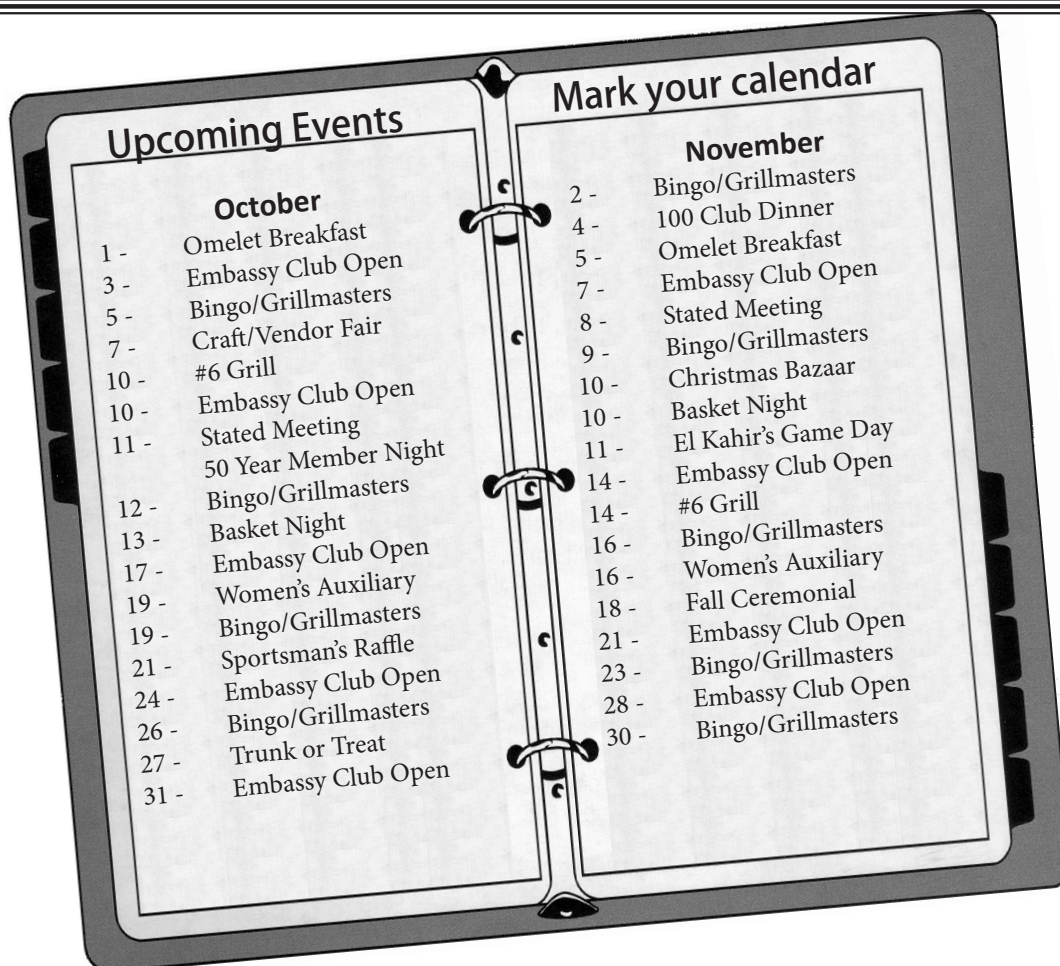 Upcoming Events
October
1 - Omelet Breakfast
3 - Embassy Club Open
5 - Bingo/Grillmasters
7 - Craft/Vendor Fair
10 - #6 Grill
10 - Embassy Club Open
11 - Stated Meeting
50 Year Member Night
12 - Bingo/Grillmasters
13 - Basket Night
17 - Embassy Club Open
19 - Women's Auxiliary
19 - Bingo/Grillmasters
21 - Sportsman's Raffle
24 - Embassy Club Open
26 - Bingo/Grillmasters
27 - Trunk or Treat
31 - Embassy Club Open
Mark your calendar
November
2 - Bingo/Grillmasters
4 - 100 Club Dinner
5 - Omelet Breakfast
7 - Embassy Club Open
8 - Stated Meeting
9 - Bingo/Grillmasters
10 - Christmas Bazaar
10 - Basket Night
11 - El Kahir's Game Day
14 - Embassy Club Open
14 - #6 Grill
16 - Bingo/Grillmasters
16 - Women's Auxiliary
18 - Fall Ceremonial
21 - Embassy Club Open
23 - Bingo/Grillmasters
28 - Embassy Club Open
30 - Bingo/Grillmasters